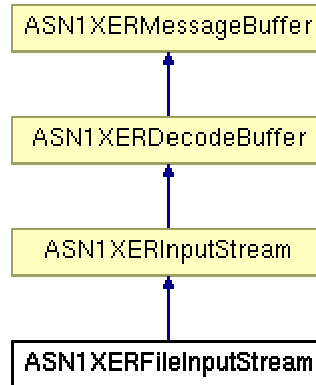 ASN1XERMessageBuffer
ASN1XERDecodeBuffer
ASN1XERInputStream
ASN1XERFileInputStream